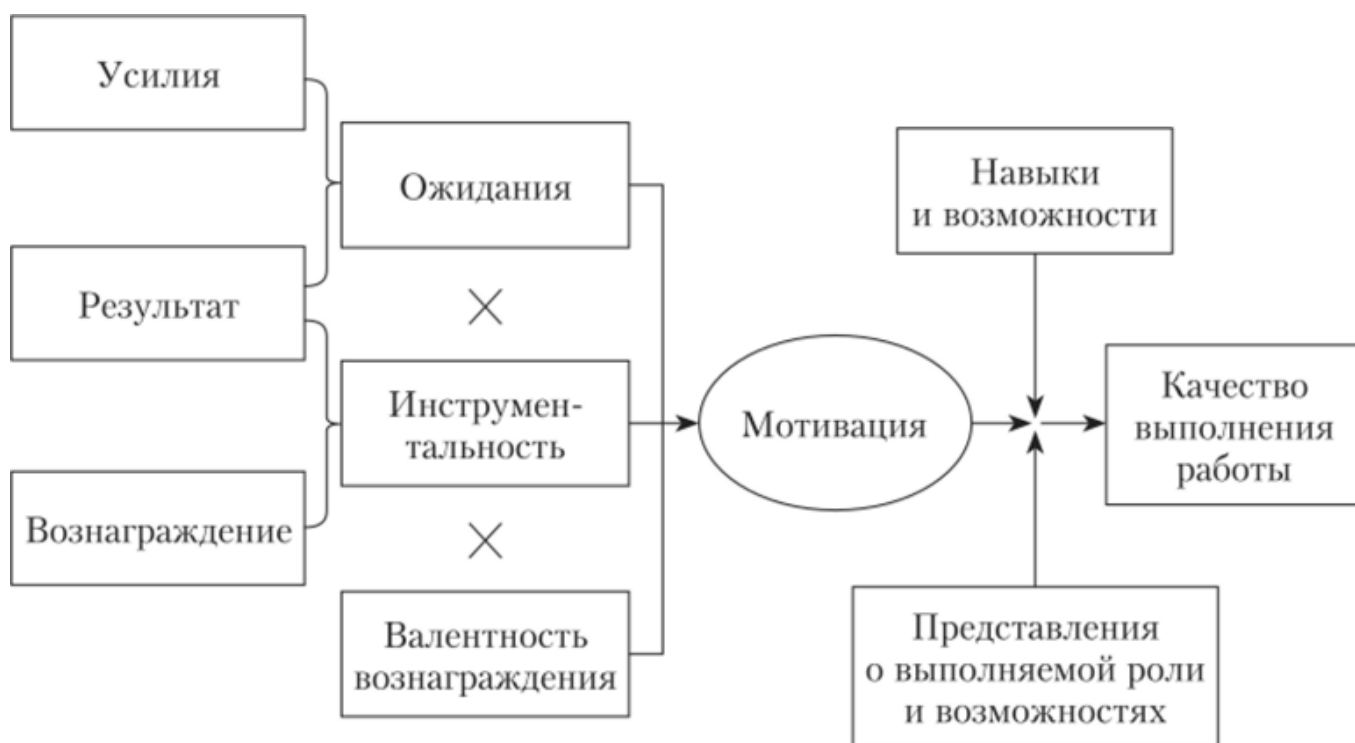 Усилия
Результат
Вознаграждение
Ожидания
×
Инструмен-
тальность
×
Валентность
вознаграждения
Мотивация
Навыки
и возможности
Представления
о выполняемой роли
и возможностях
Качество
выполнения
работы